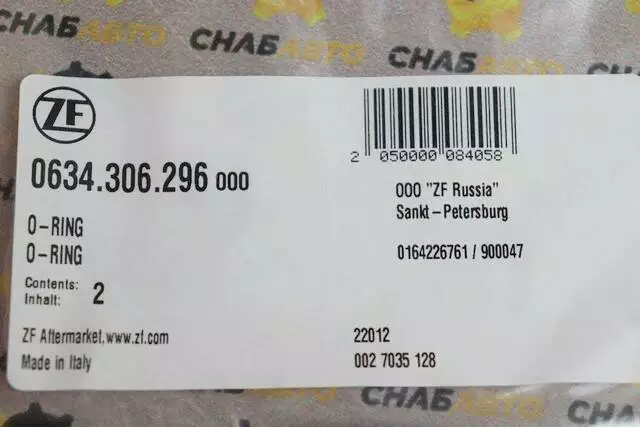 СНАБАВТО
СНАБАВТО
СНАБАВТО
ZF
0634.306.296 000
2 050000 084058
O-RING
O-RING
Contents:
Inhalt: 2
OOO "ZF Russia"
Sankt-Petersburg
0164226761 / 900047
ZF Aftermarket,www.zf.com
Made in Italy
22012
002 7035 128
СНАБАВТО